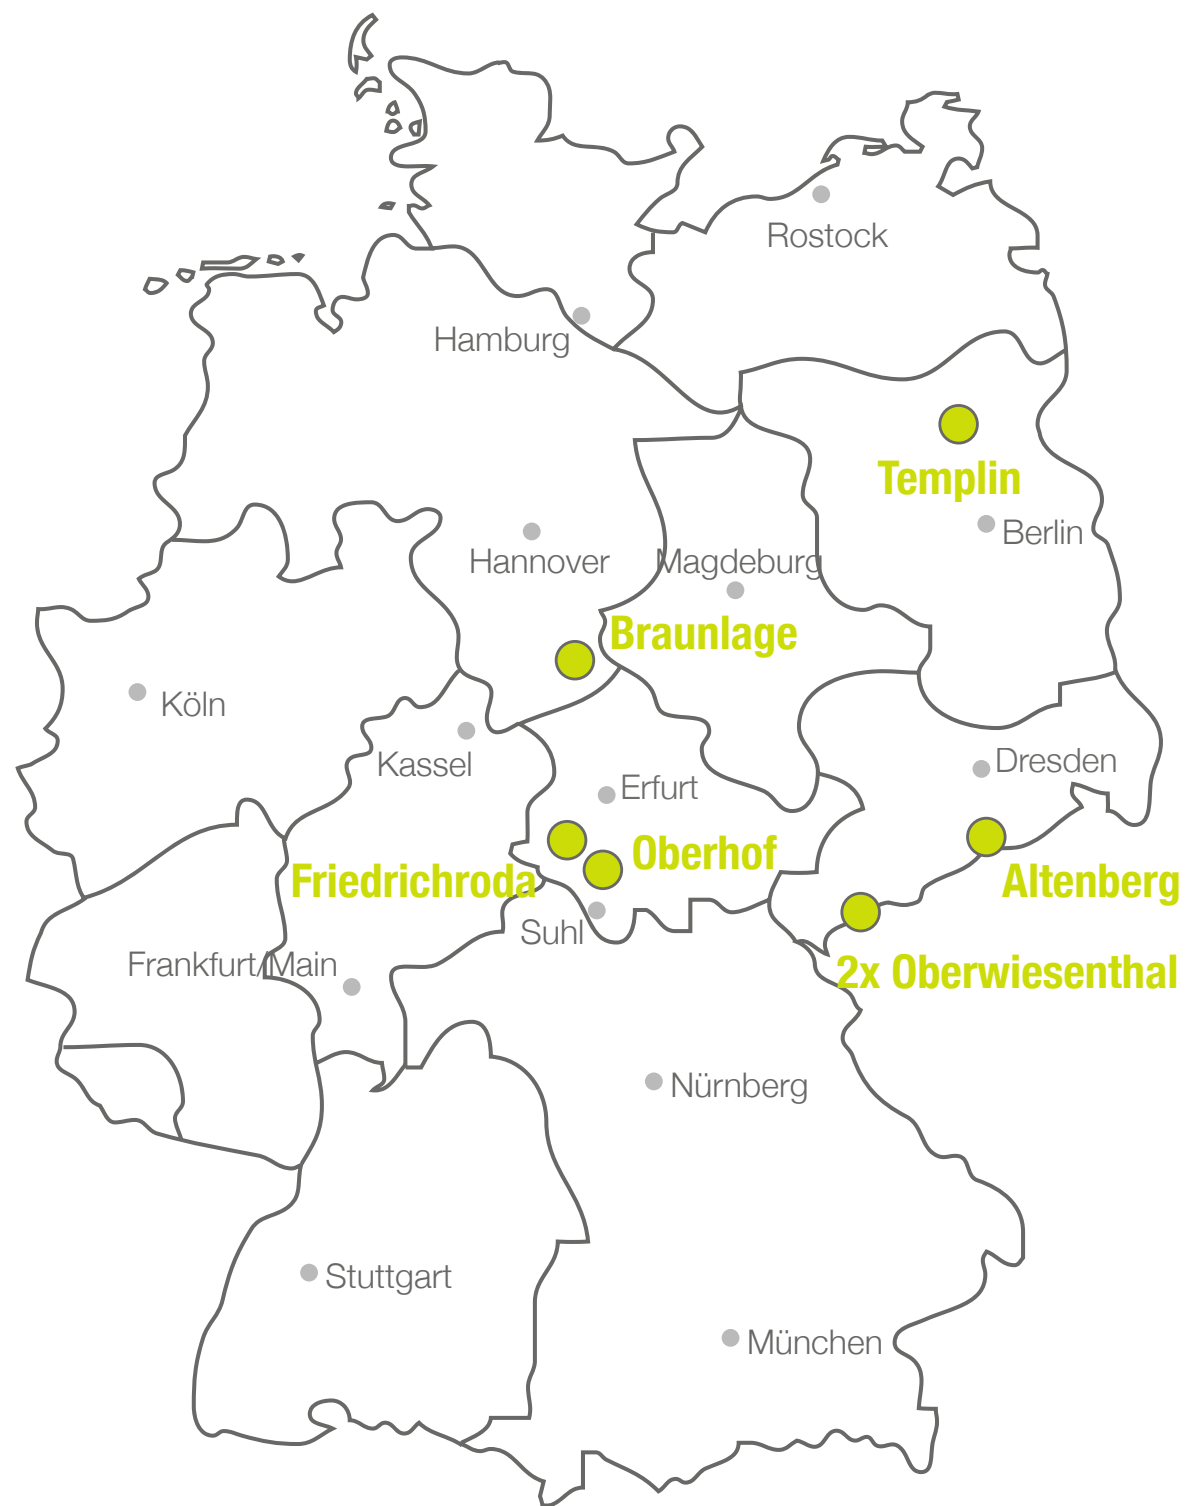 Rostock
Hamburg
Templin
Berlin
Hannover
Magdeburg
Braunlage
Köln
Kassel
Dresden
Erfurt
Oberhof
Friedrichroda
Altenberg
Suhl
Frankfurt/Main
2x Oberwiesenthal
Nürnberg
Stuttgart
München